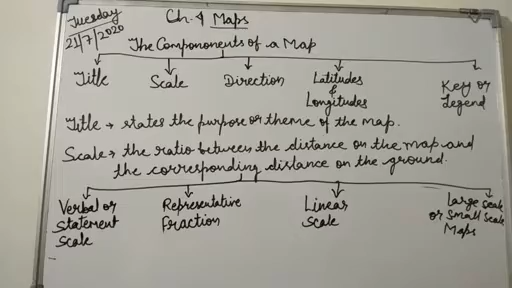 Tuesday
21/7/2020
Ch. 4 Maps
The Compononents of a Map
Title
Scale
Direction
Latitudes
&
Longitudes
Key or
Legend
Title → states the purpose or theme of the map.
Scale → the ratio between the distance on the map and
the corresponding distance on the ground.
Verbal or
statement
scale
Representative
fraction
Linear
Scale
Large scale
or Small scale
Maps